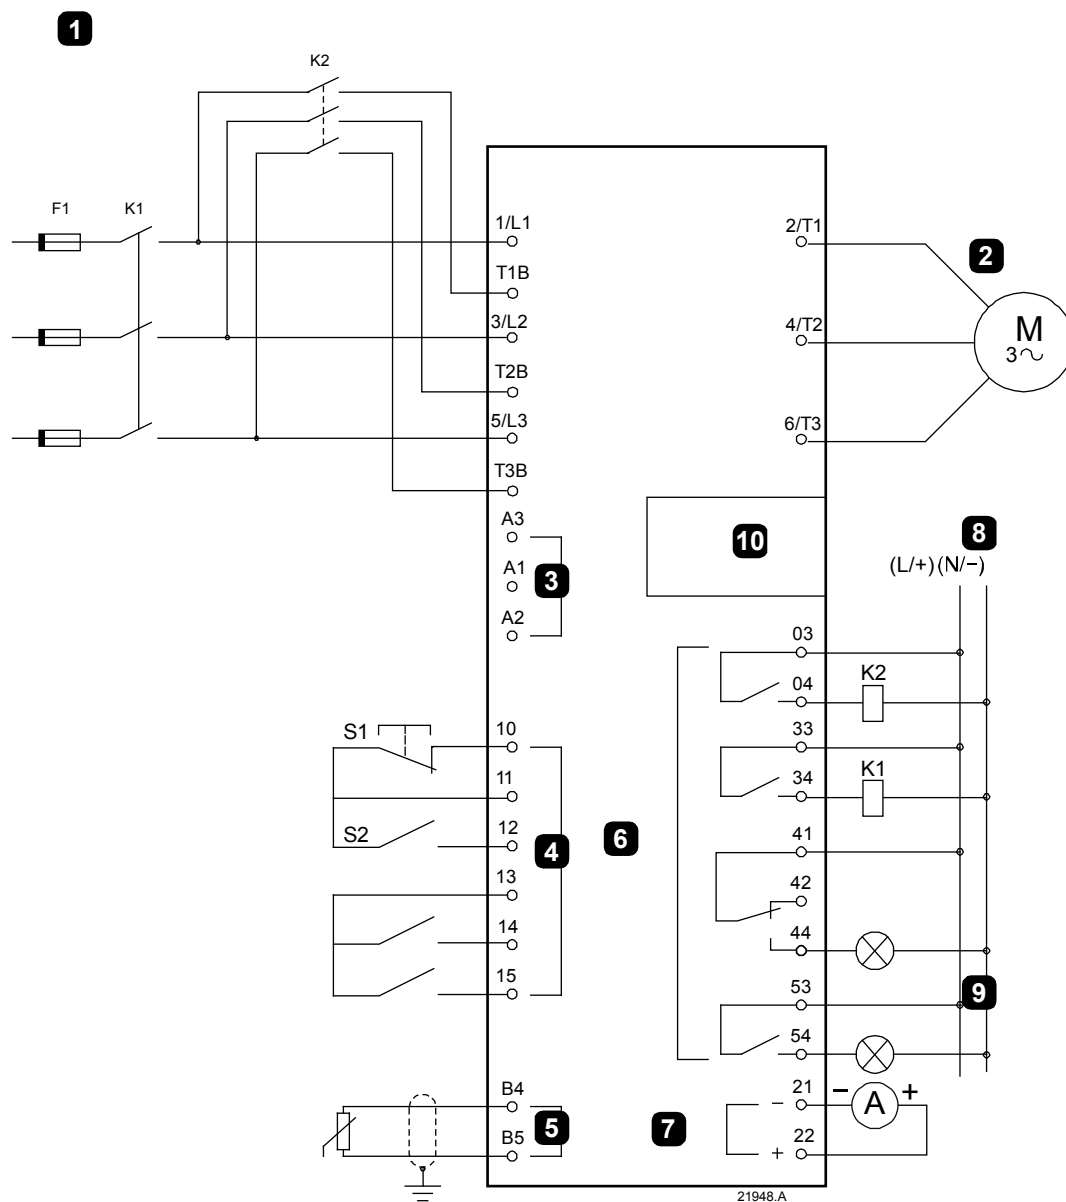 1
K2
F1 K1
1/L1 2/T1
2
T1B
3/L2 4/T2
M
3
T2B
5/L3 6/T3
T3B
A3
10
8
A1
3
(L/+) (N/−)
A2
03
K2
04
S1 10 33
K1
11 34
S2 12 4 6 41
13 42
14 44
15 53 9
54
B4 21 − A +
−
5 7
B5 22
+
21948.A